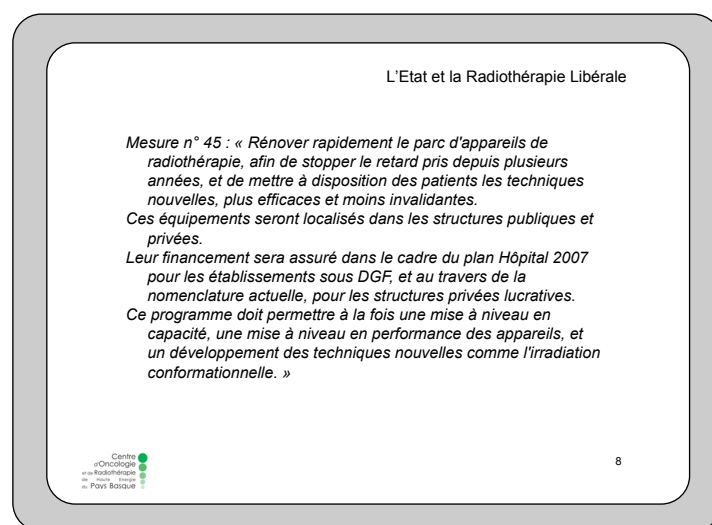 L'Etat et la Radiothérapie Libérale
Mesure n° 45 : « Rénover rapidement le parc d'appareils de
radiothérapie, afin de stopper le retard pris depuis plusieurs
années, et de mettre à disposition des patients les techniques
nouvelles, plus efficaces et moins invalidantes.
Ces équipements seront localisés dans les structures publiques et
privées.
Leur financement sera assuré dans le cadre du plan Hôpital 2007
pour les établissements sous DGF, et au travers de la
nomenclature actuelle, pour les structures privées lucratives.
Ce programme doit permettre à la fois une mise à niveau en
capacité, une mise à niveau en performance des appareils, et
un développement des techniques nouvelles comme l'irradiation
conformationnelle. »
Centre
d'Oncologie
et de Radiothérapie
de Haute Energie
du Pays Basque
8